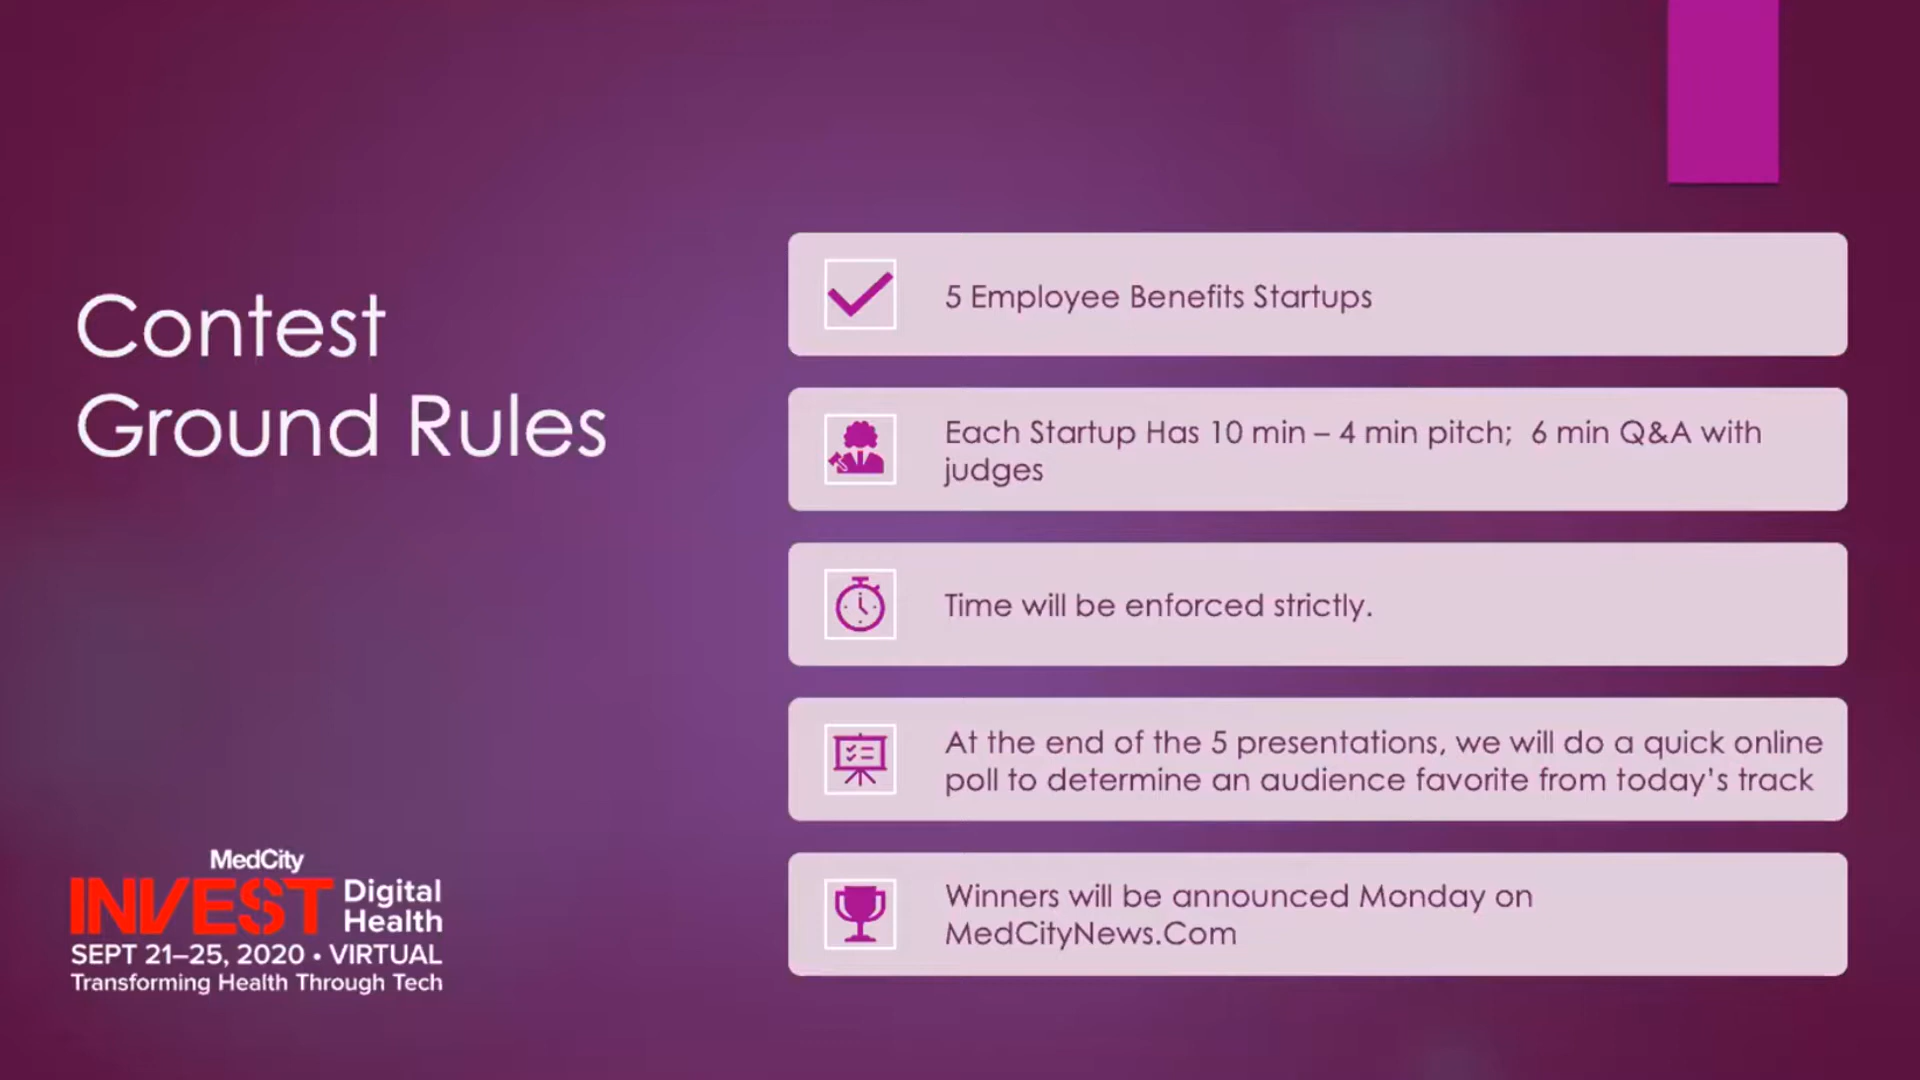 Contest
Ground Rules
5 Employee Benefits Startups
Each Startup Has 10 min – 4 min pitch;  6 min Q&A with
judges
Time will be enforced strictly.
At the end of the 5 presentations, we will do a quick online
poll to determine an audience favorite from today's track
Winners will be announced Monday on
MedCityNews.Com
MedCity
INVEST Digital
Health
SEPT 21–25, 2020 • VIRTUAL
Transforming Health Through Tech